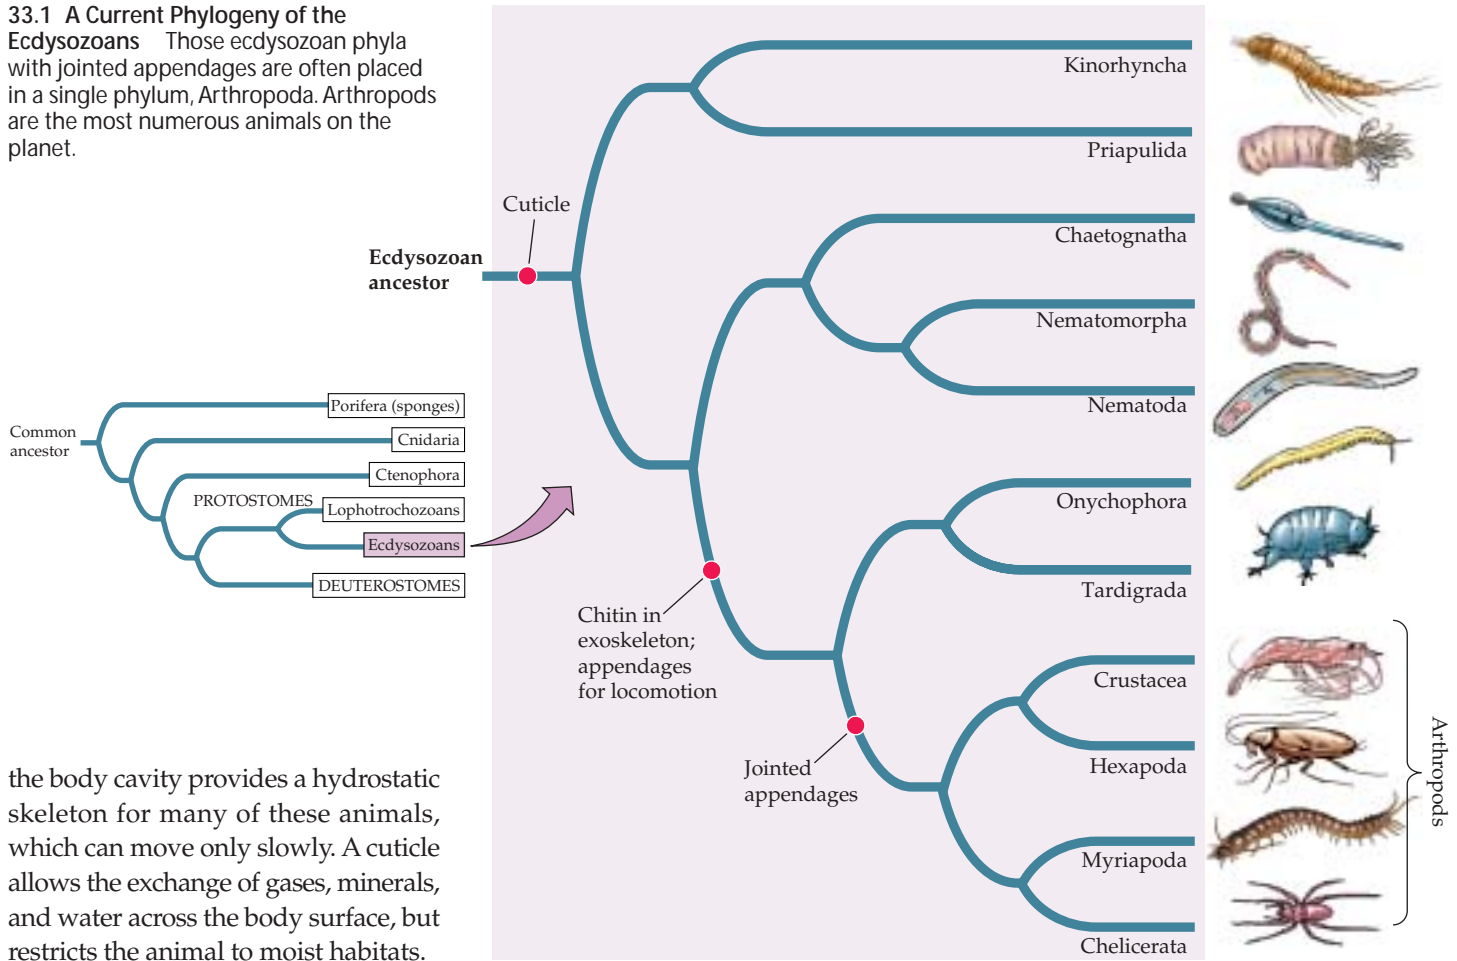 33.1 A Current Phylogeny of the
Ecdysozoans Those ecdysozoan phyla
with jointed appendages are often placed
in a single phylum, Arthropoda. Arthropods
are the most numerous animals on the
planet.
Cuticle
Ecdysozoan
ancestor
Kinorhyncha
Priapulida
Chaetognatha
Nematomorpha
Nematoda
Onychophora
Tardigrada
Crustacea
Hexapoda
Myriapoda
Chelicerata
Arthropods
Chitin in
exoskeleton;
appendages
for locomotion
Jointed
appendages
Common
ancestor
Porifera (sponges)
Cnidaria
Ctenophora
PROTOSTOMES
Lophotrochozoans
Ecdysozoans
DEUTEROSTOMES
the body cavity provides a hydrostatic
skeleton for many of these animals,
which can move only slowly. A cuticle
allows the exchange of gases, minerals,
and water across the body surface, but
restricts the animal to moist habitats.